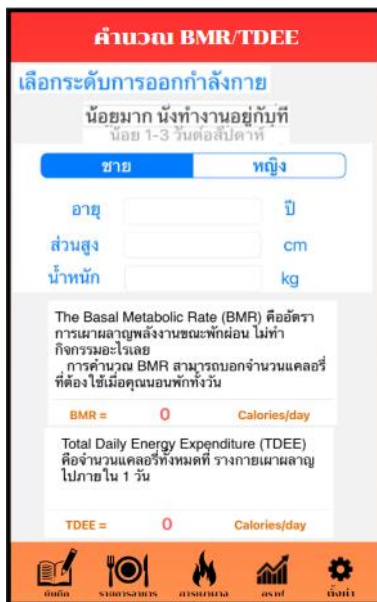 คำนวณ BMR/TDEE
เลือกระดับการออกกำลังกาย
น้อยมาก นั่งทำงานอยู่กับที่
น้อย 1-3 วันต่อสัปดาห์
ชาย หญิง
อายุ ปี
ส่วนสูง cm
น้ำหนัก kg
The Basal Metabolic Rate (BMR) คืออัตรา
การเผาผลาญพลังงานขณะพักผ่อน ไม่ทำ
กิจกรรมอะไรเลย
การคำนวณ BMR สามารถบอกจำนวนแคลอรี่
ที่ต้องใช้เมื่อคุณนอนพักทั้งวัน
BMR = 0 Calories/day
Total Daily Energy Expenditure (TDEE)
คือจำนวนแคลอรี่ทั้งหมดที่ รางกายเผาผลาญ
ไปภายใน 1 วัน
TDEE = 0 Calories/day
บันทึก รายการอาหาร การเผาผลาญ กราฟ ตั้งค่า